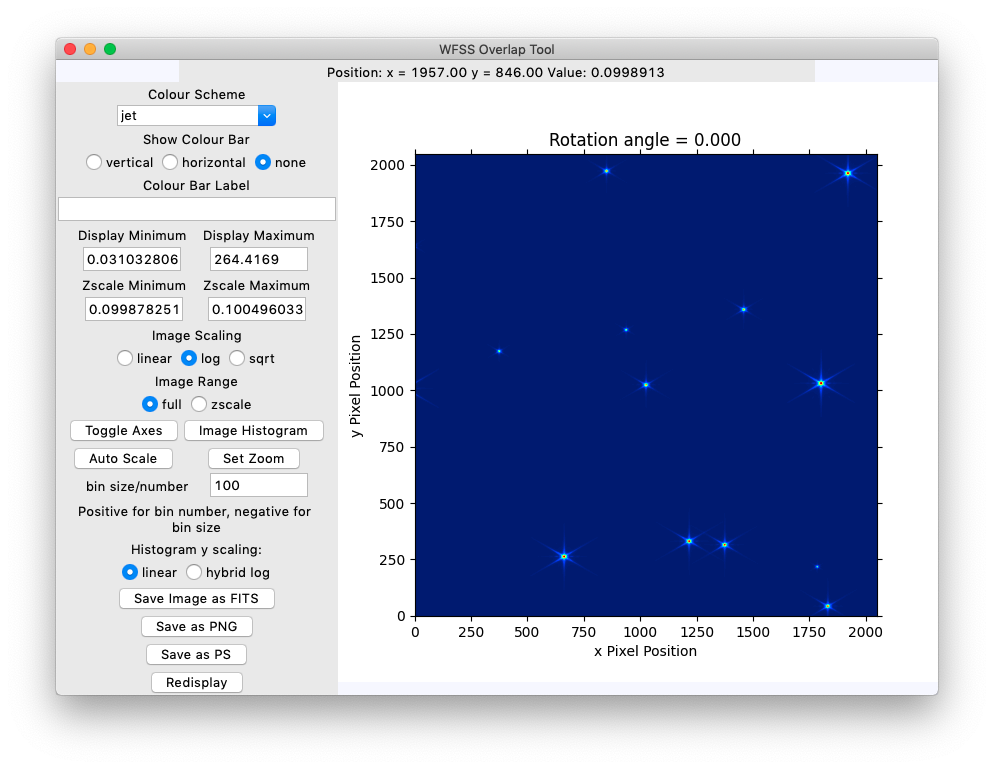 WFSS Overlap Tool
Position: x = 1957.00 y = 846.00 Value: 0.0998913
Colour Scheme
jet
Show Colour Bar
vertical horizontal none
Colour Bar Label
Display Minimum Display Maximum
0.031032806 264.4169
Zscale Minimum Zscale Maximum
0.099878251 0.100496033
Image Scaling
linear log sqrt
Image Range
full zscale
Toggle Axes Image Histogram
Auto Scale Set Zoom
bin size/number 100
Positive for bin number, negative for
bin size
Histogram y scaling:
linear hybrid log
Save Image as FITS
Save as PNG
Save as PS
Redisplay
Rotation angle = 0.000
2000
1750
1500
1250
1000
750
500
250
0
y Pixel Position
0 250 500 750 1000 1250 1500 1750 2000
x Pixel Position